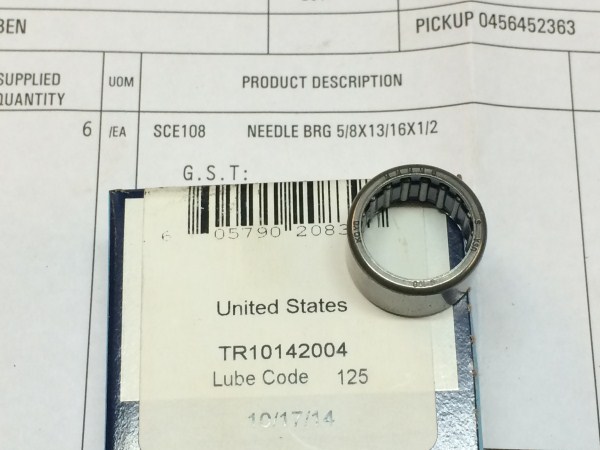 BEN
PICKUP 0456452363
SUPPLIED
QUANTITY
UOM
PRODUCT DESCRIPTION
6 /EA SCE108 NEEDLE BRG 5/8X13/16X1/2
G.S.T:
6 05790 2083
United States
TR10142004
Lube Code 125
10/17/14